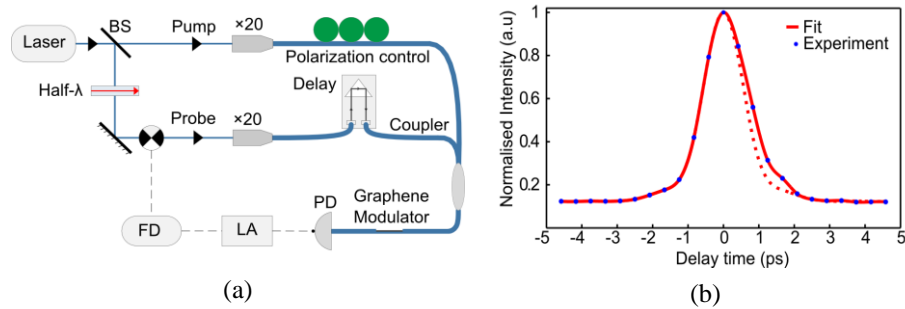 Laser
BS
Pump
×20
Polarization control
Half-λ
Delay
Probe
×20
Coupler
Graphene
Modulator
PD
FD
LA
(a)
Normalised Intensity (a.u)
1
0.8
0.6
0.4
0.2
Fit
Experiment
-5 -4 -3 -2 -1 0 1 2 3 4 5
Delay time (ps)
(b)